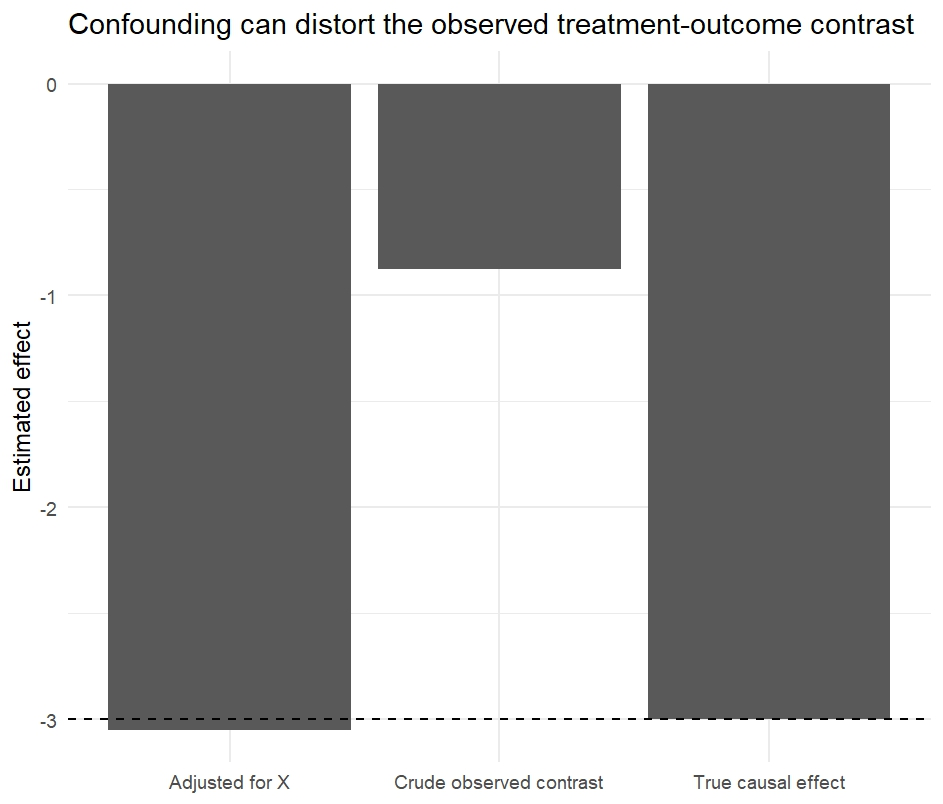 Confounding can distort the observed treatment-outcome contrast
Estimated effect
0
-1
-2
-3
Adjusted for X
Crude observed contrast
True causal effect